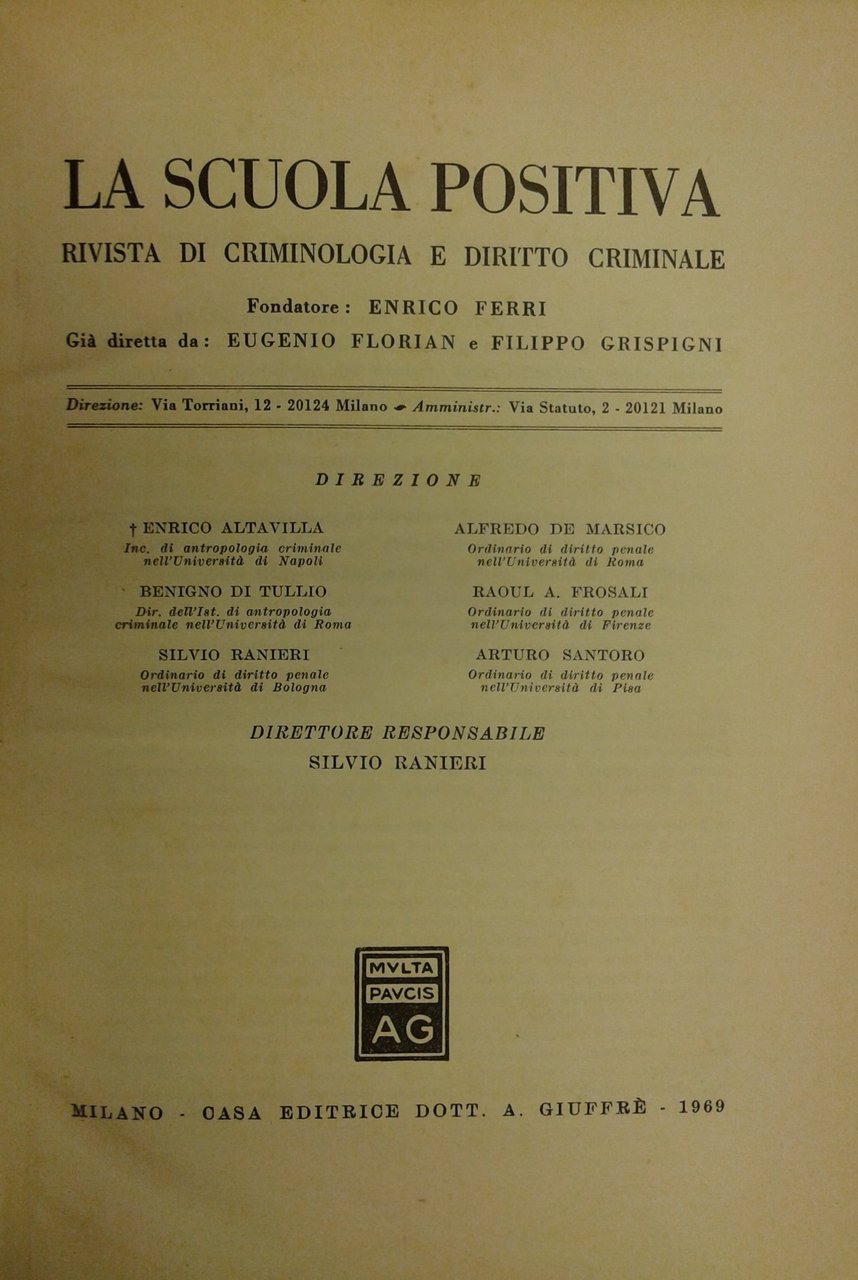 LA SCUOLA POSITIVA
RIVISTA DI CRIMINOLOGIA E DIRITTO CRIMINALE
Fondatore: ENRICO FERRI
Già diretta da: EUGENIO FLORIAN e FILIPPO GRISPIGNI
Direzione: Via Torriani, 12 - 20124 Milano - Amministr.: Via Statuto, 2 - 20121 Milano
DIREZIONE
† ENRICO ALTAVILLA
Inc. di antropologia criminale
nell'Università di Napoli
BENIGNO DI TULLIO
Dir. dell'Ist. di antropologia
criminale nell'Università di Roma
SILVIO RANIERI
Ordinario di diritto penale
nell'Università di Bologna
ALFREDO DE MARSICO
Ordinario di diritto penale
nell'Università di Roma
RAOUL A. FROSALI
Ordinario di diritto penale
nell'Università di Firenze
ARTURO SANTORO
Ordinario di diritto penale
nell'Università di Pisa
DIRETTORE RESPONSABILE
SILVIO RANIERI
MVLTA
PAVCIS
AG
MILANO - CASA EDITRICE DOTT. A. GIUFFRÈ - 1969